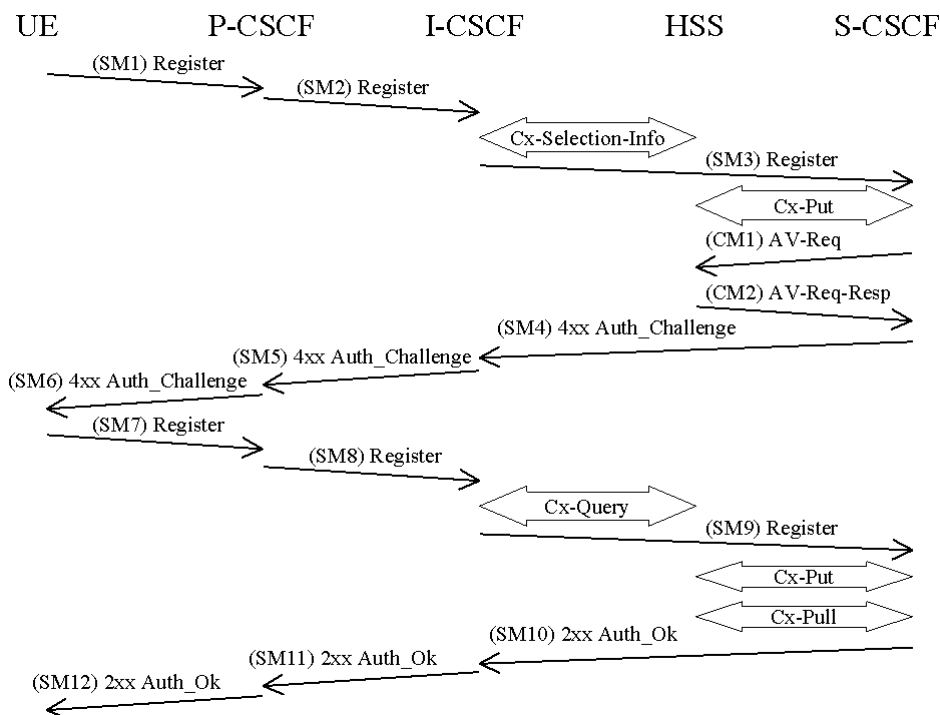 UE P-CSCF I-CSCF HSS S-CSCF
(SM1) Register
(SM2) Register
Cx-Selection-Info
(SM3) Register
Cx-Put
(CM1) AV-Req
(CM2) AV-Req-Resp
(SM4) 4xx Auth_Challenge
(SM5) 4xx Auth_Challenge
(SM6) 4xx Auth_Challenge
(SM7) Register
(SM8) Register
Cx-Query
(SM9) Register
Cx-Put
Cx-Pull
(SM10) 2xx Auth_Ok
(SM11) 2xx Auth_Ok
(SM12) 2xx Auth_Ok